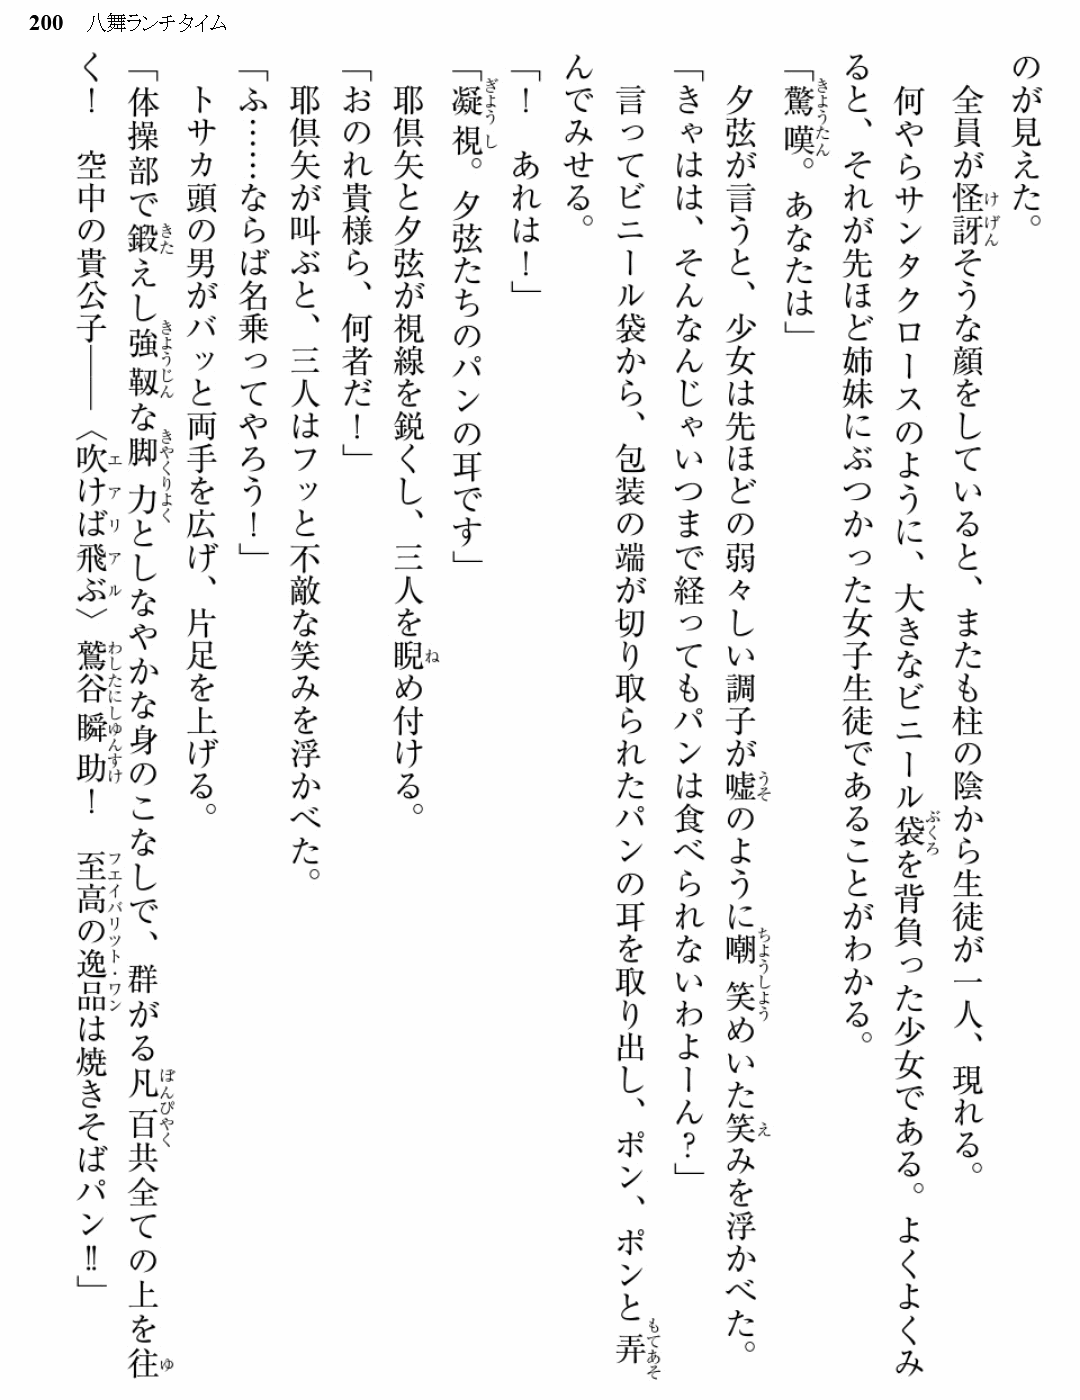 200 八舞ランチタイム
のが見えた。
全員が怪訝そうな顔をしていると、またも柱の陰から生徒が一人、現れる。
何やらサンタクロースのように、大きなビニール袋を背負った少女である。よくよくみ
ると、それが先ほど姉妹にぶつかった女子生徒であることがわかる。
「驚嘆。あなたは」
夕弦が言うと、少女は先ほどの弱々しい調子が嘘のように嘲笑めいた笑みを浮かべた。
「きゃはは、そんなんじゃいつまで経ってもパンは食べられないわよーん?」
言ってビニール袋から、包装の端が切り取られたパンの耳を取り出し、ポン、ポンと弄
んでみせる。
「! あれは!」
「凝視。夕弦たちのパンの耳です」
耶倶矢と夕弦が視線を鋭くし、三人を睨め付ける。
「おのれ貴様ら、何者だ!」
耶倶矢が叫ぶと、三人はフッと不敵な笑みを浮かべた。
「ふ……ならば名乗ってやろう!」
トサカ頭の男がバッと両手を広げ、片足を上げる。
「体操部で鍛えし強靱な脚力としなやかな身のこなしで、群がる凡百共全ての上を往
く! 空中の貴公子――〈吹けば飛ぶ〉鷲谷瞬助! 至高の逸品は焼きそばパン!!」